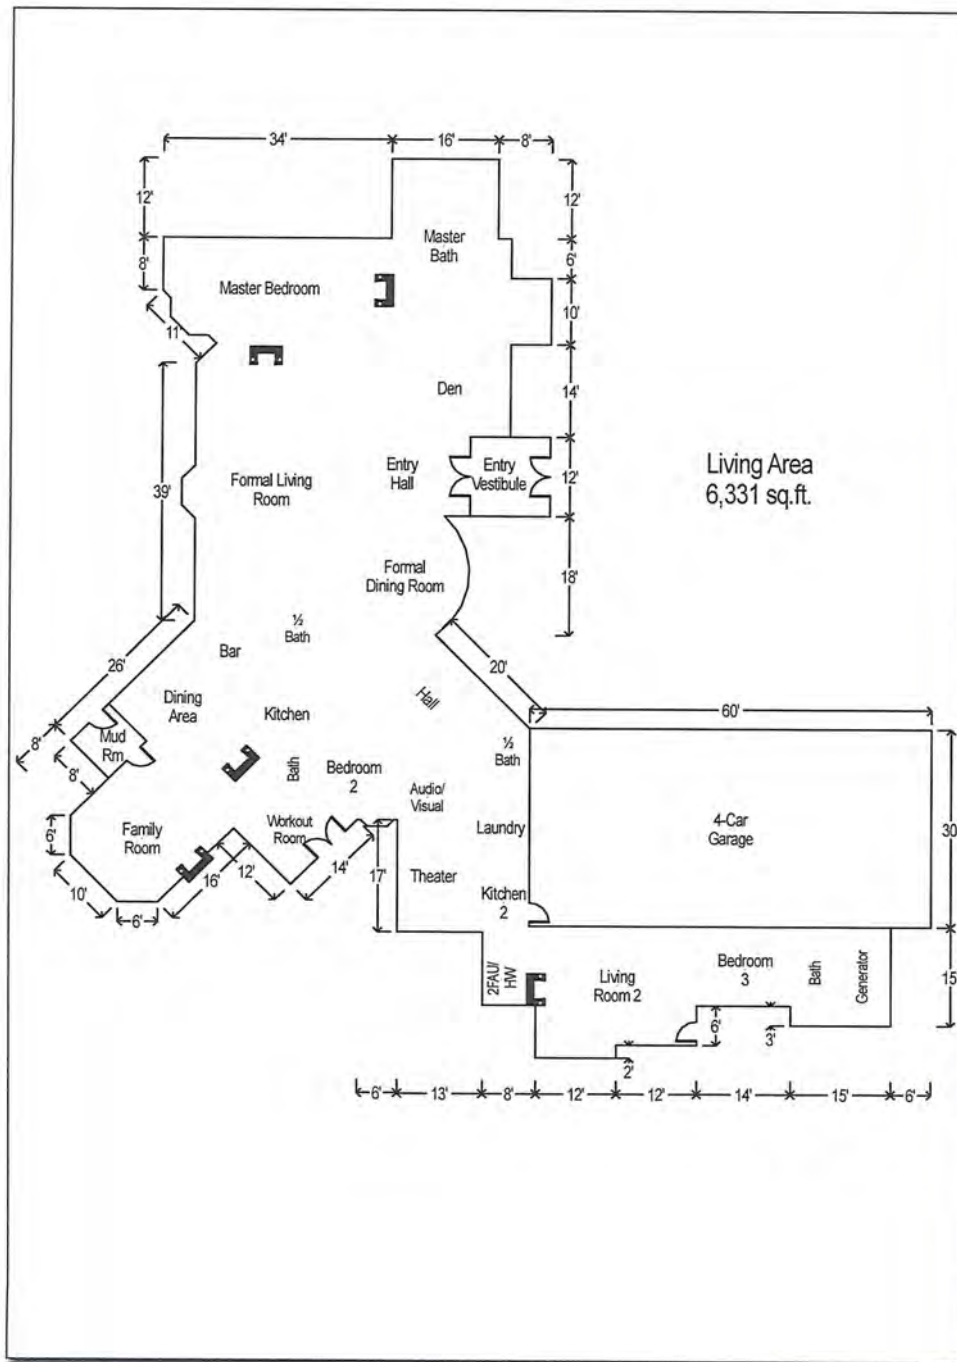 34'
16'
8'
12'
12'
Master
Bath
8'
6'
Master Bedroom
10'
11'
14'
Den
Living Area
6,331 sq.ft.
Entry
Hall
Entry
Vestibule
12'
Formal Living
Room
39'
Formal
Dining Room
18'
½
Bath
Bar
26'
20'
Dining
Area
Hall
60'
Kitchen
8'
Mud
Rm
½
Bath
Bath
Bedroom
2
8'
Audio/
Visual
4-Car
Garage
30'
6'
Family
Room
Workout
Room
Laundry
12'
14'
17'
Theater
10'
16'
Kitchen
2
6'
2FAU/
HW
Living
Room 2
Bedroom
3
Bath
Generator
15'
6'
3'
2'
6'
13'
8'
12'
12'
14'
15'
6'